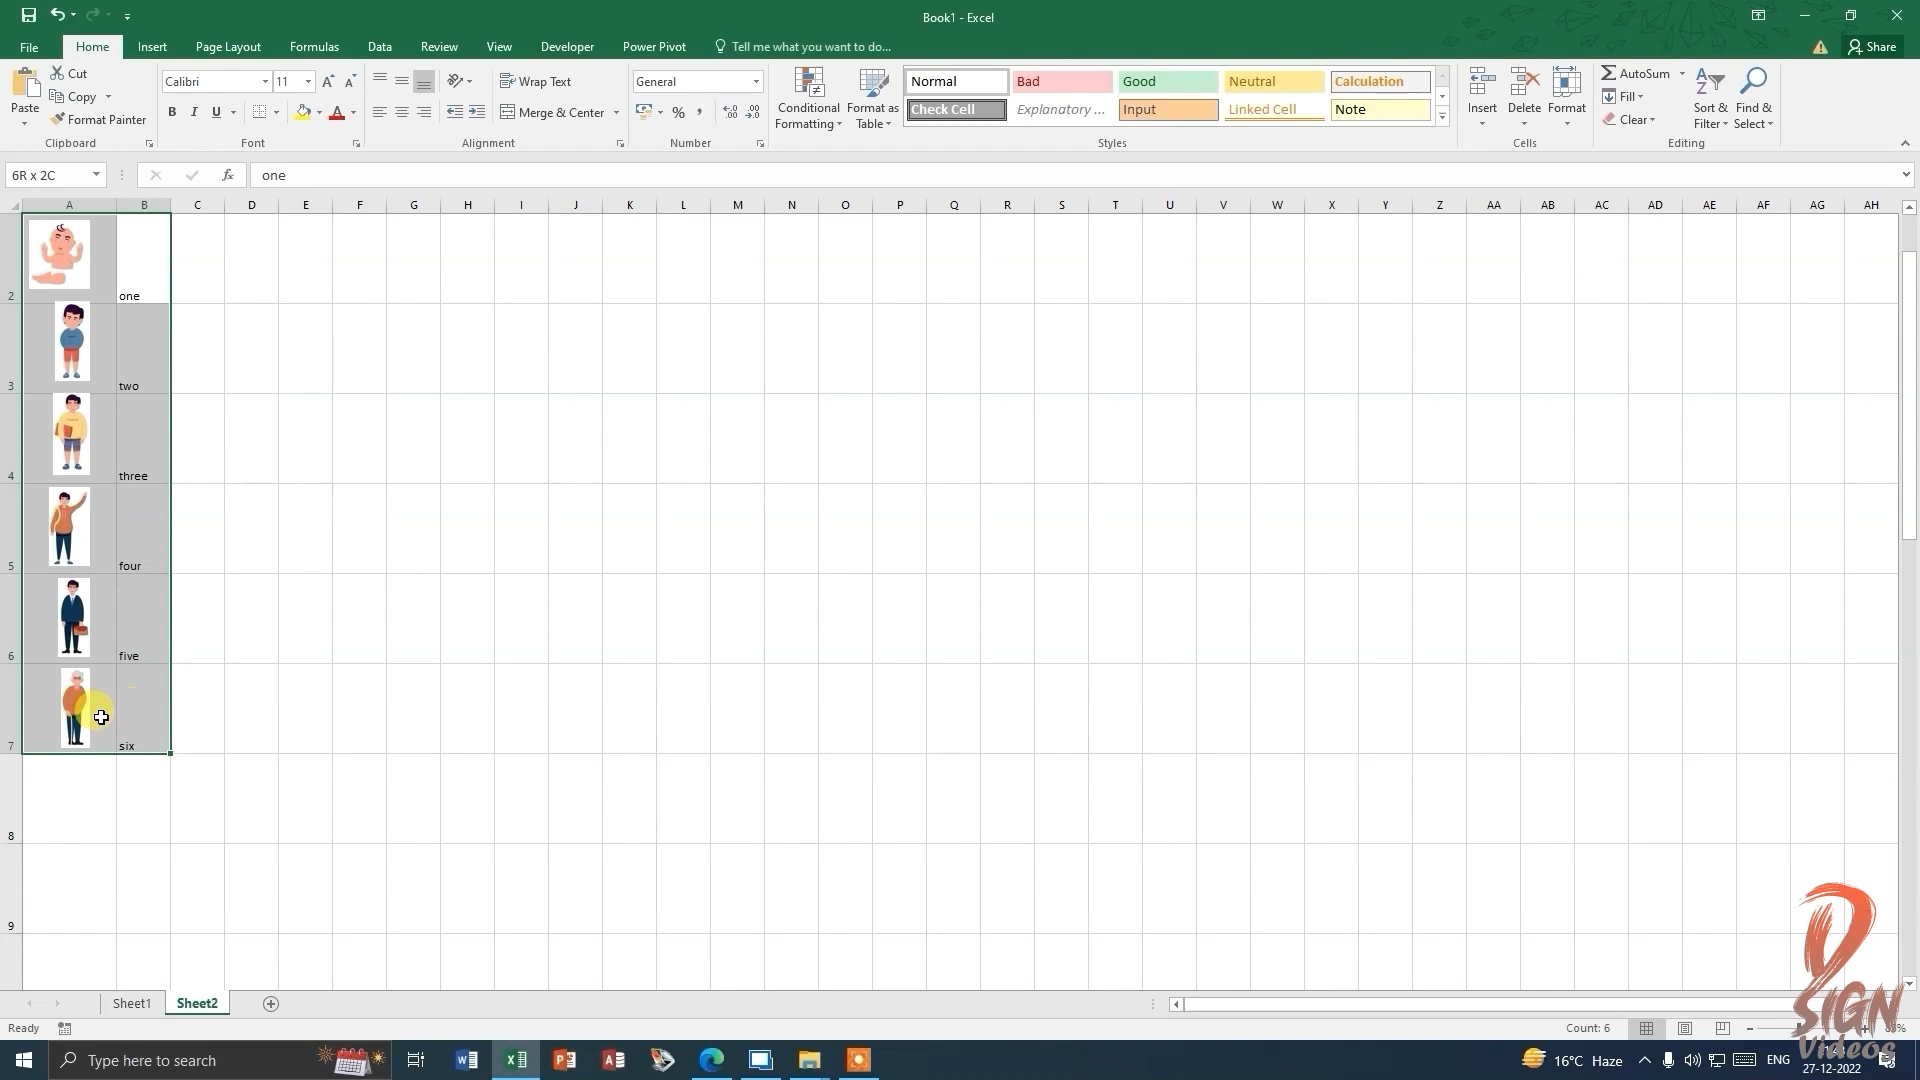 Book1 - Excel
File Home Insert Page Layout Formulas Data Review View Developer Power Pivot Tell me what you want to do... Share
Paste Cut Copy Format Painter Clipboard
Calibri 11 B I U Font
Wrap Text Merge & Center Alignment
General % , Number
Conditional Formatting Format as Table
Normal Bad Good Neutral Calculation
Check Cell Explanatory ... Input Linked Cell Note
Styles
Insert Delete Format Cells
AutoSum Fill Clear Sort & Filter Find & Select Editing
6R x 2C fx one
A B C D E F G H I J K L M N O P Q R S T U V W X Y Z AA AB AC AD AE AF AG AH
2 one
3 two
4 three
5 four
6 five
7 six
8
9
Sheet1 Sheet2
Ready Count: 6
Type here to search
16°C Haze ENG
27-12-2022
D
SIGN
Videos